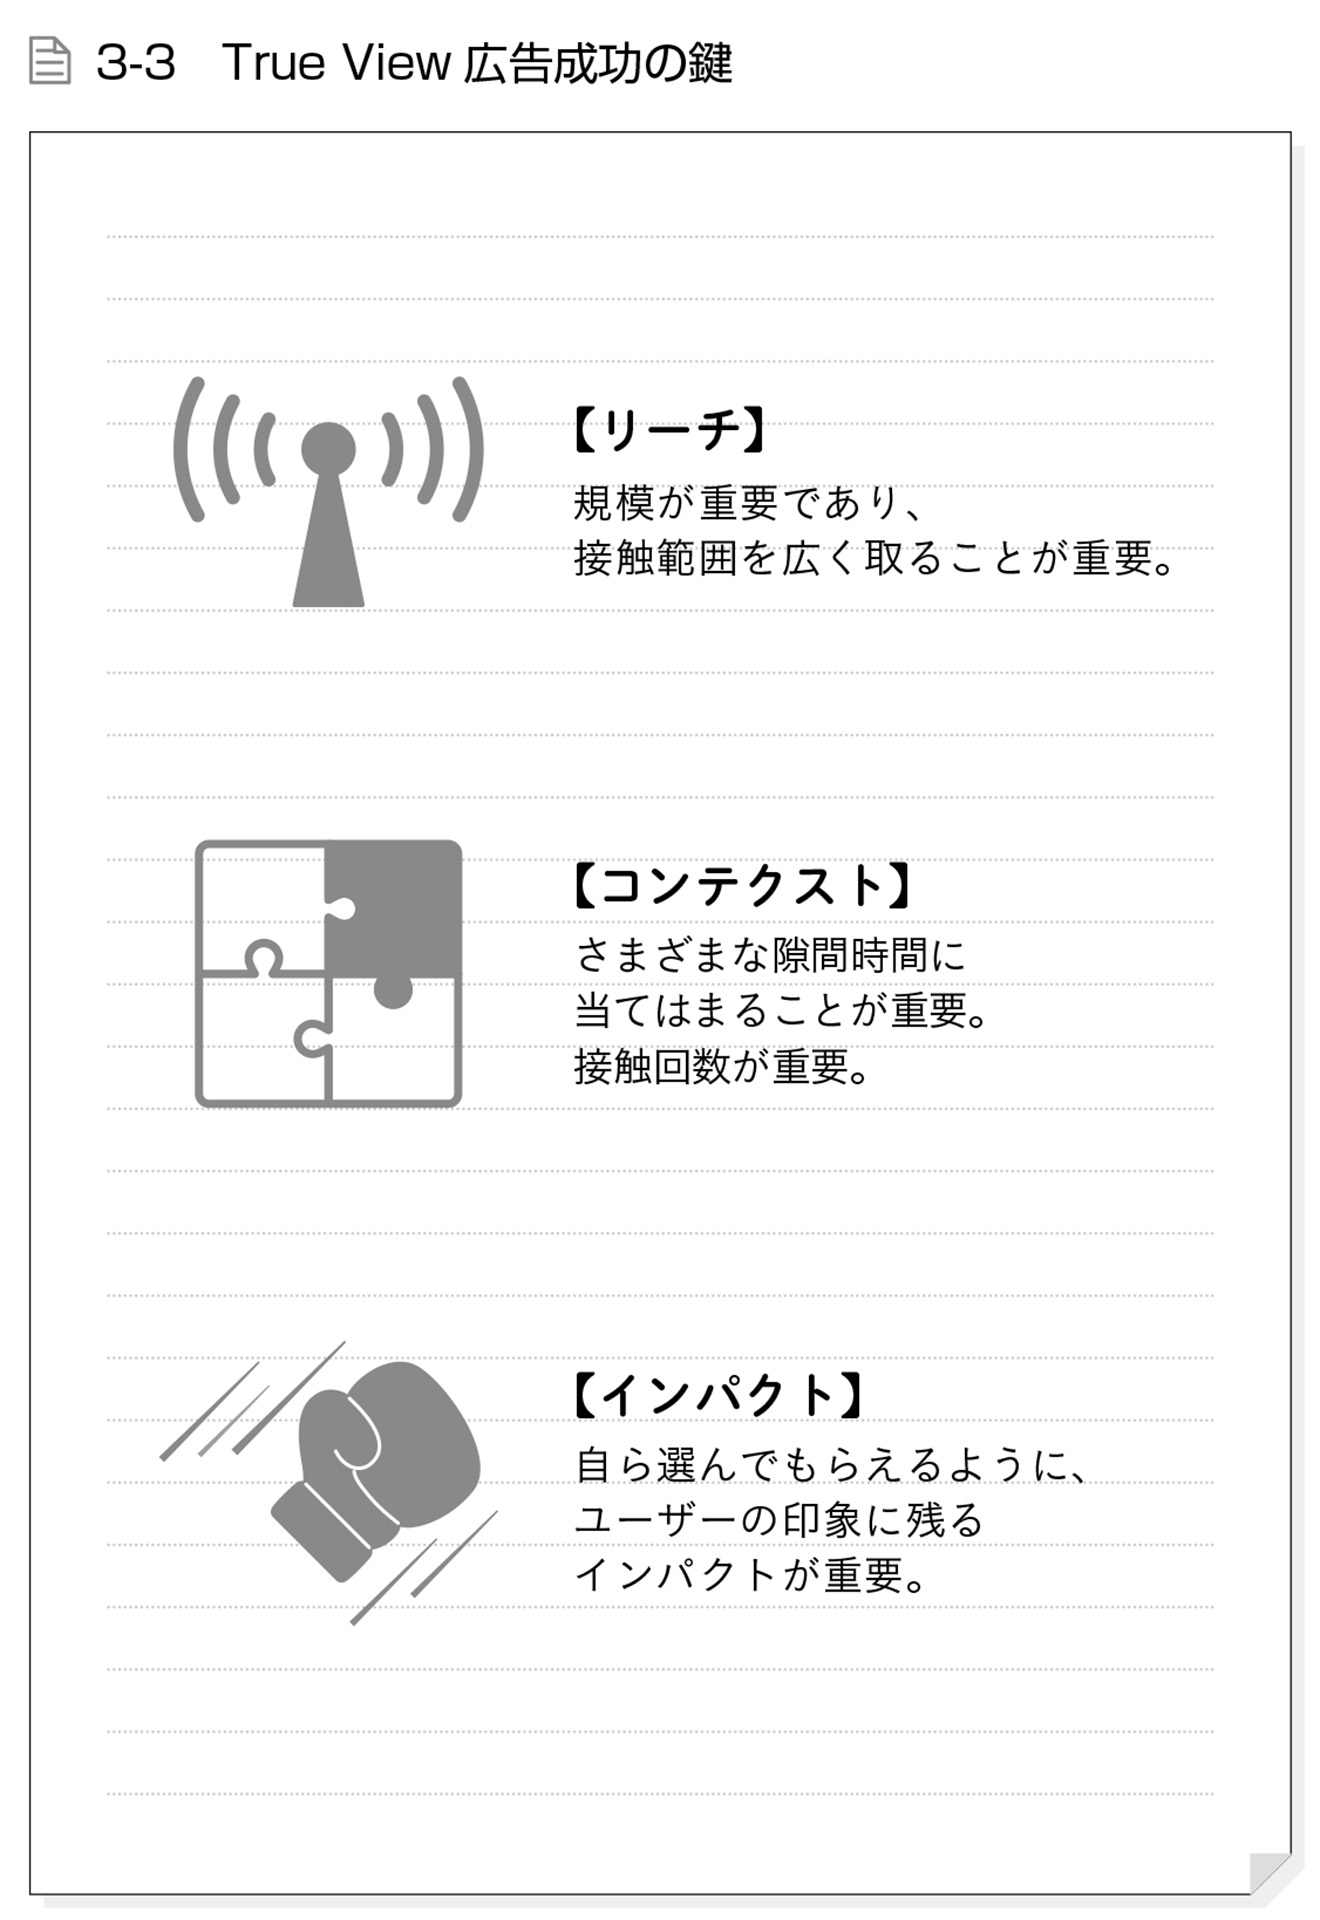 3-3　True View 広告成功の鍵
【リーチ】
規模が重要であり、
接触範囲を広く取ることが重要。
【コンテクスト】
さまざまな隙間時間に
当てはまることが重要。
接触回数が重要。
【インパクト】
自ら選んでもらえるように、
ユーザーの印象に残る
インパクトが重要。